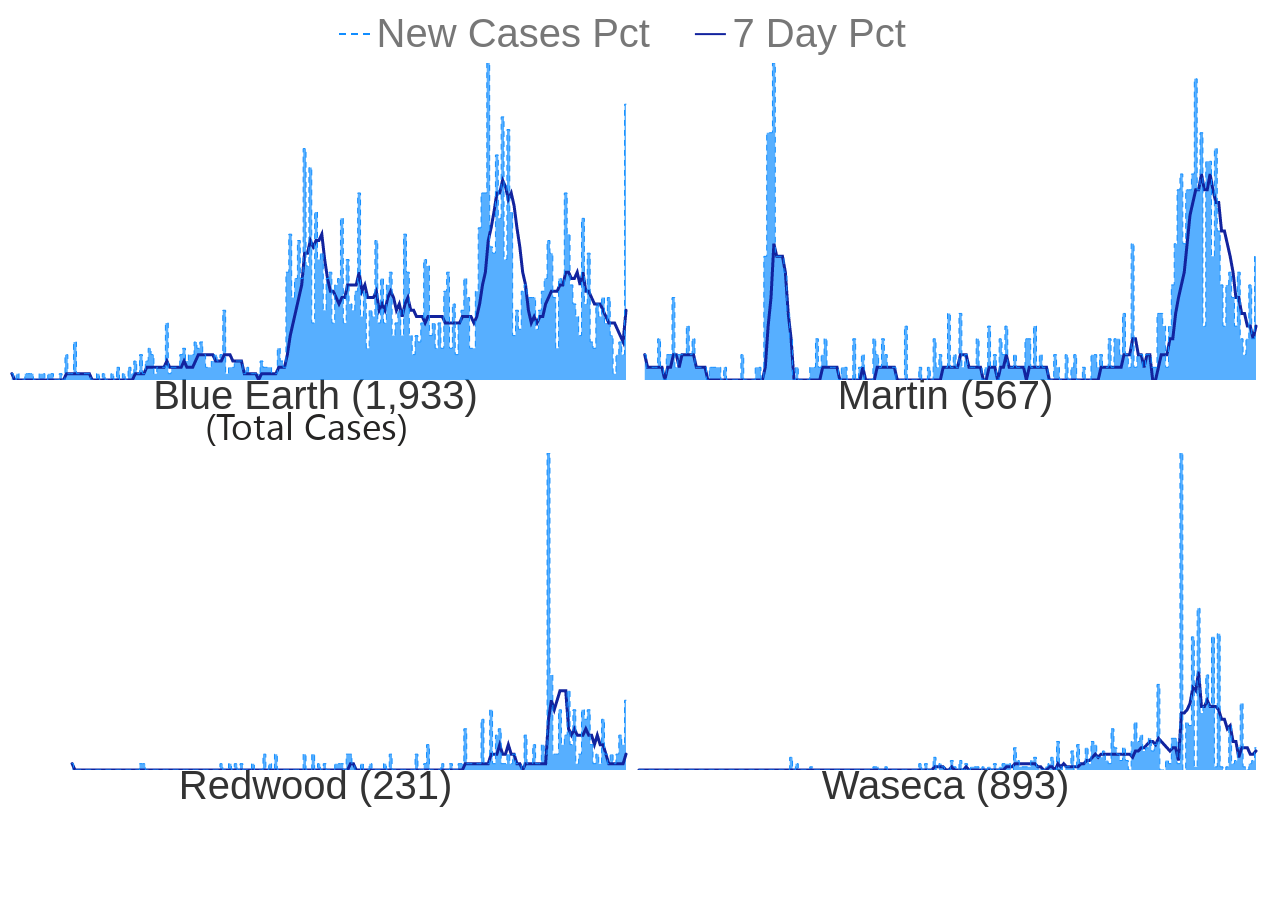 New Cases Pct 7 Day Pct
Blue Earth (1,933) Martin (567)
(Total Cases)
Redwood (231) Waseca (893)